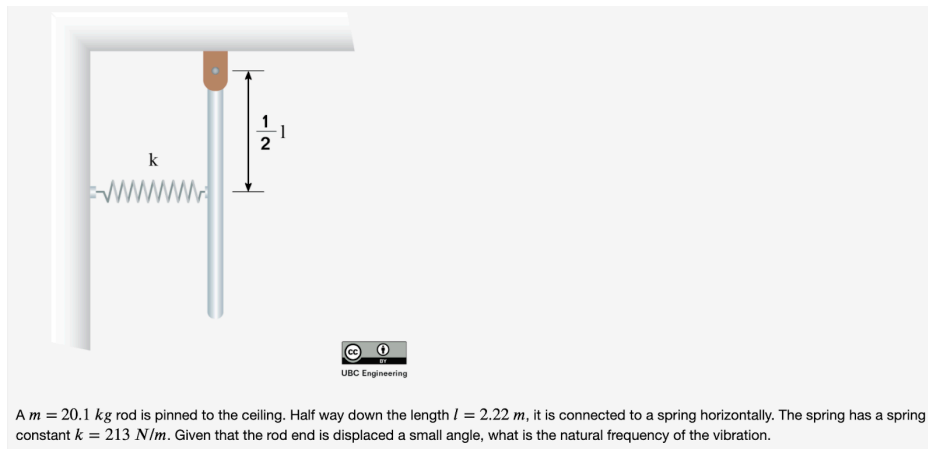 1
2
l
k
cc
BY
UBC Engineering
A m = 20.1 kg rod is pinned to the ceiling. Half way down the length l = 2.22 m, it is connected to a spring horizontally. The spring has a spring
constant k = 213 N/m. Given that the rod end is displaced a small angle, what is the natural frequency of the vibration.